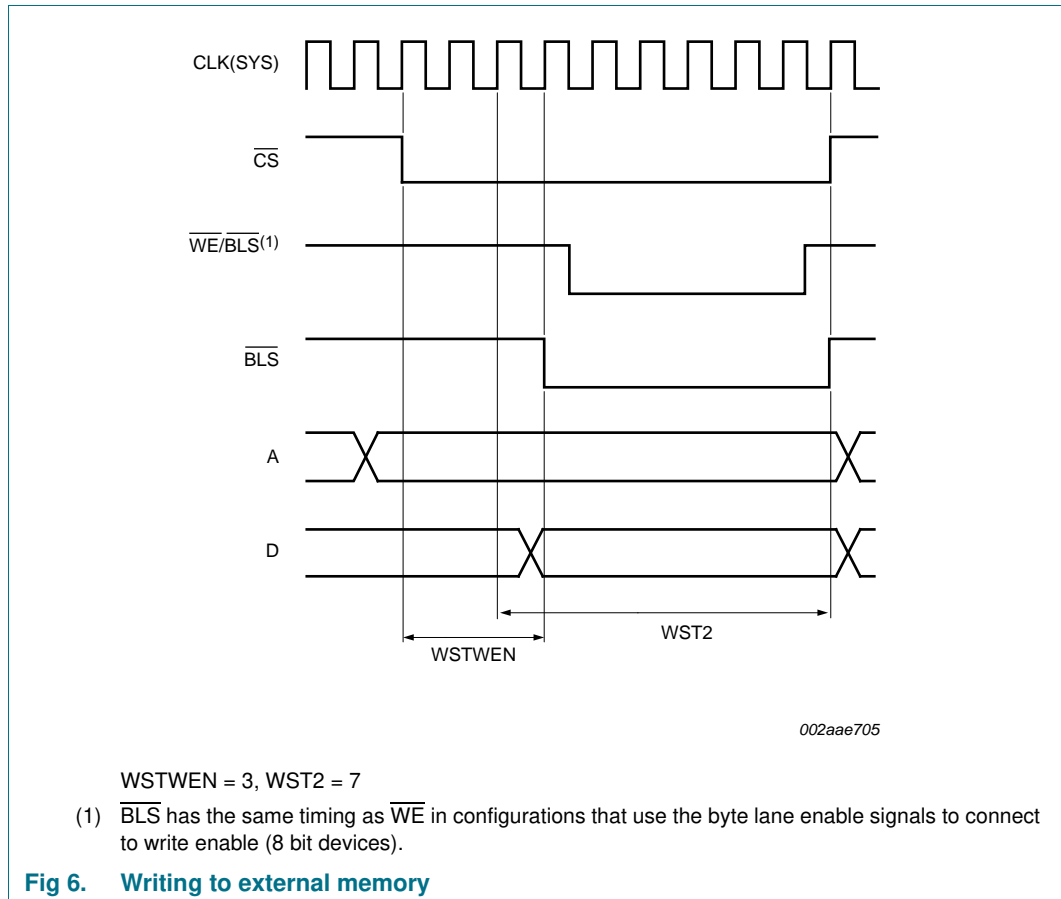 CLK(SYS)
CS
WE/BLS(1)
BLS
A
D
WST2
WSTWEN
002aae705
WSTWEN = 3, WST2 = 7
(1) BLS has the same timing as WE in configurations that use the byte lane enable signals to connect
to write enable (8 bit devices).
Fig 6. Writing to external memory